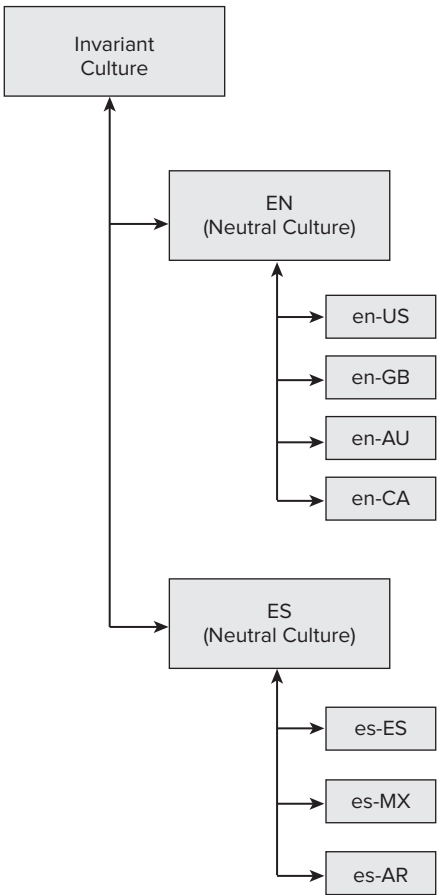 Invariant
Culture
EN
(Neutral Culture)
en-US
en-GB
en-AU
en-CA
ES
(Neutral Culture)
es-ES
es-MX
es-AR